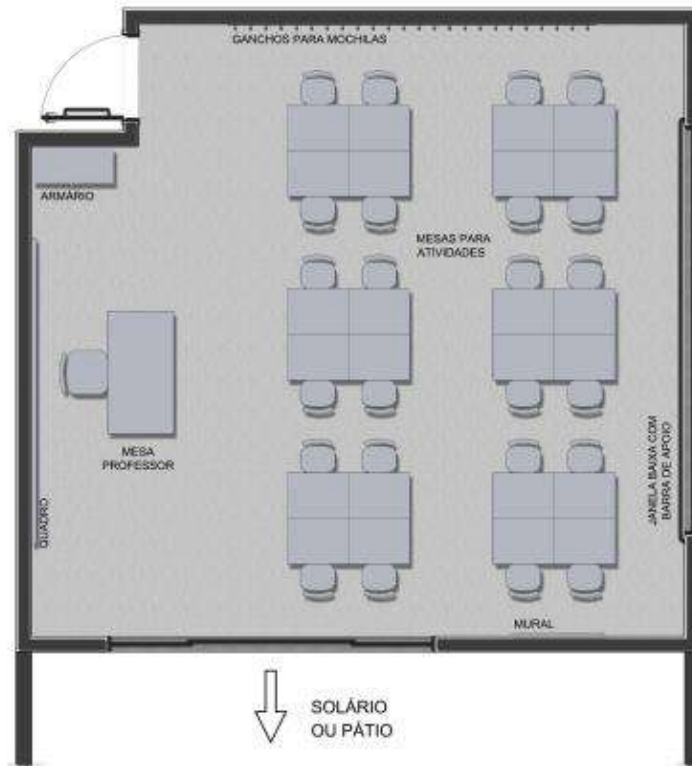 GANCHOS PARA MOCHILAS
ARMÁRIO
MESAS PARA
ATIVIDADES
MESA
PROFESSOR
QUADRO
JANELA BAIXA COM
BARRA DE APOIO
MURAL
SOLÁRIO
OU PÁTIO